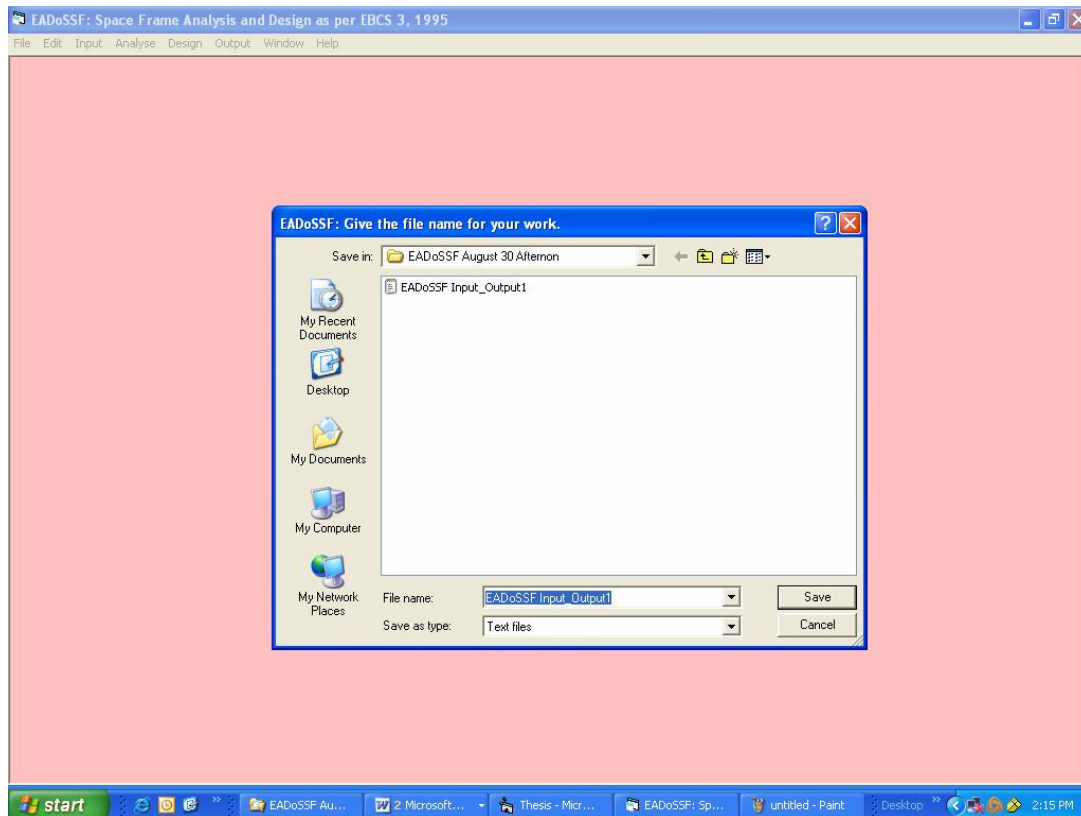 EADoSSF: Space Frame Analysis and Design as per EBCS 3, 1995
File Edit Input Analyse Design Output Window Help
EADoSSF: Give the file name for your work.
Save in: EADoSSF August 30 Afternon
EADoSSF Input_Output1
My Recent
Documents
Desktop
My Documents
My Computer
My Network
Places
File name: EADoSSF Input_Output1 Save
Save as type: Text files Cancel
start EADoSSF Au... 2 Microsoft... Thesis - Micr... EADoSSF: Sp... untitled - Paint Desktop 2:15 PM